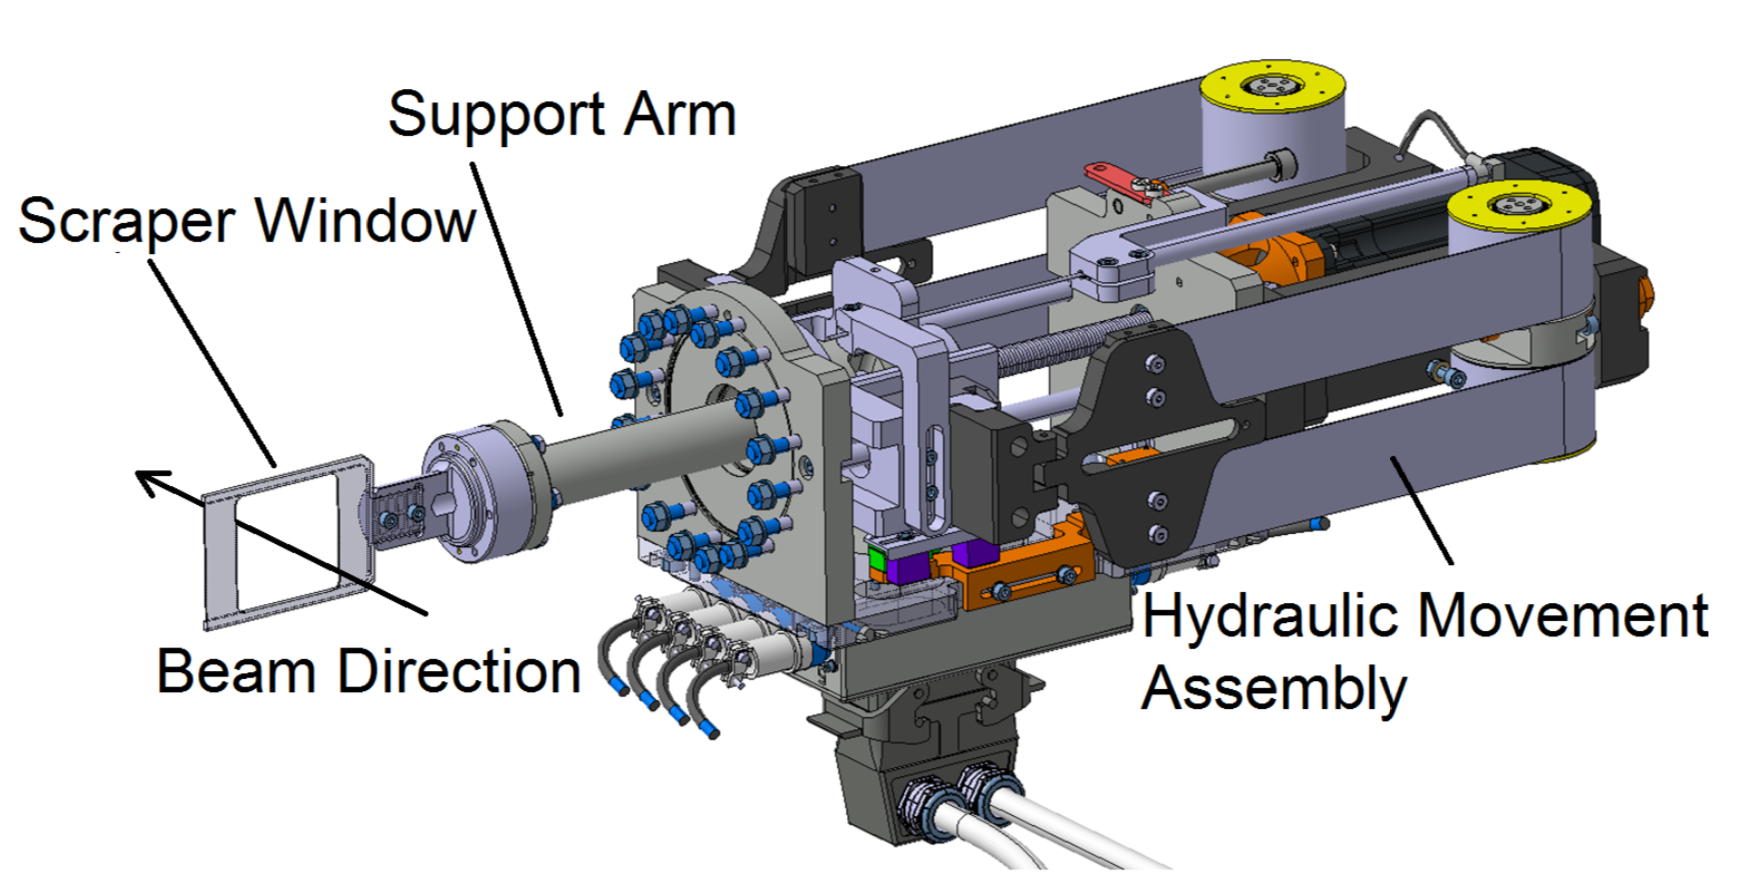 Support Arm
Scraper Window
Beam Direction
Hydraulic Movement
Assembly